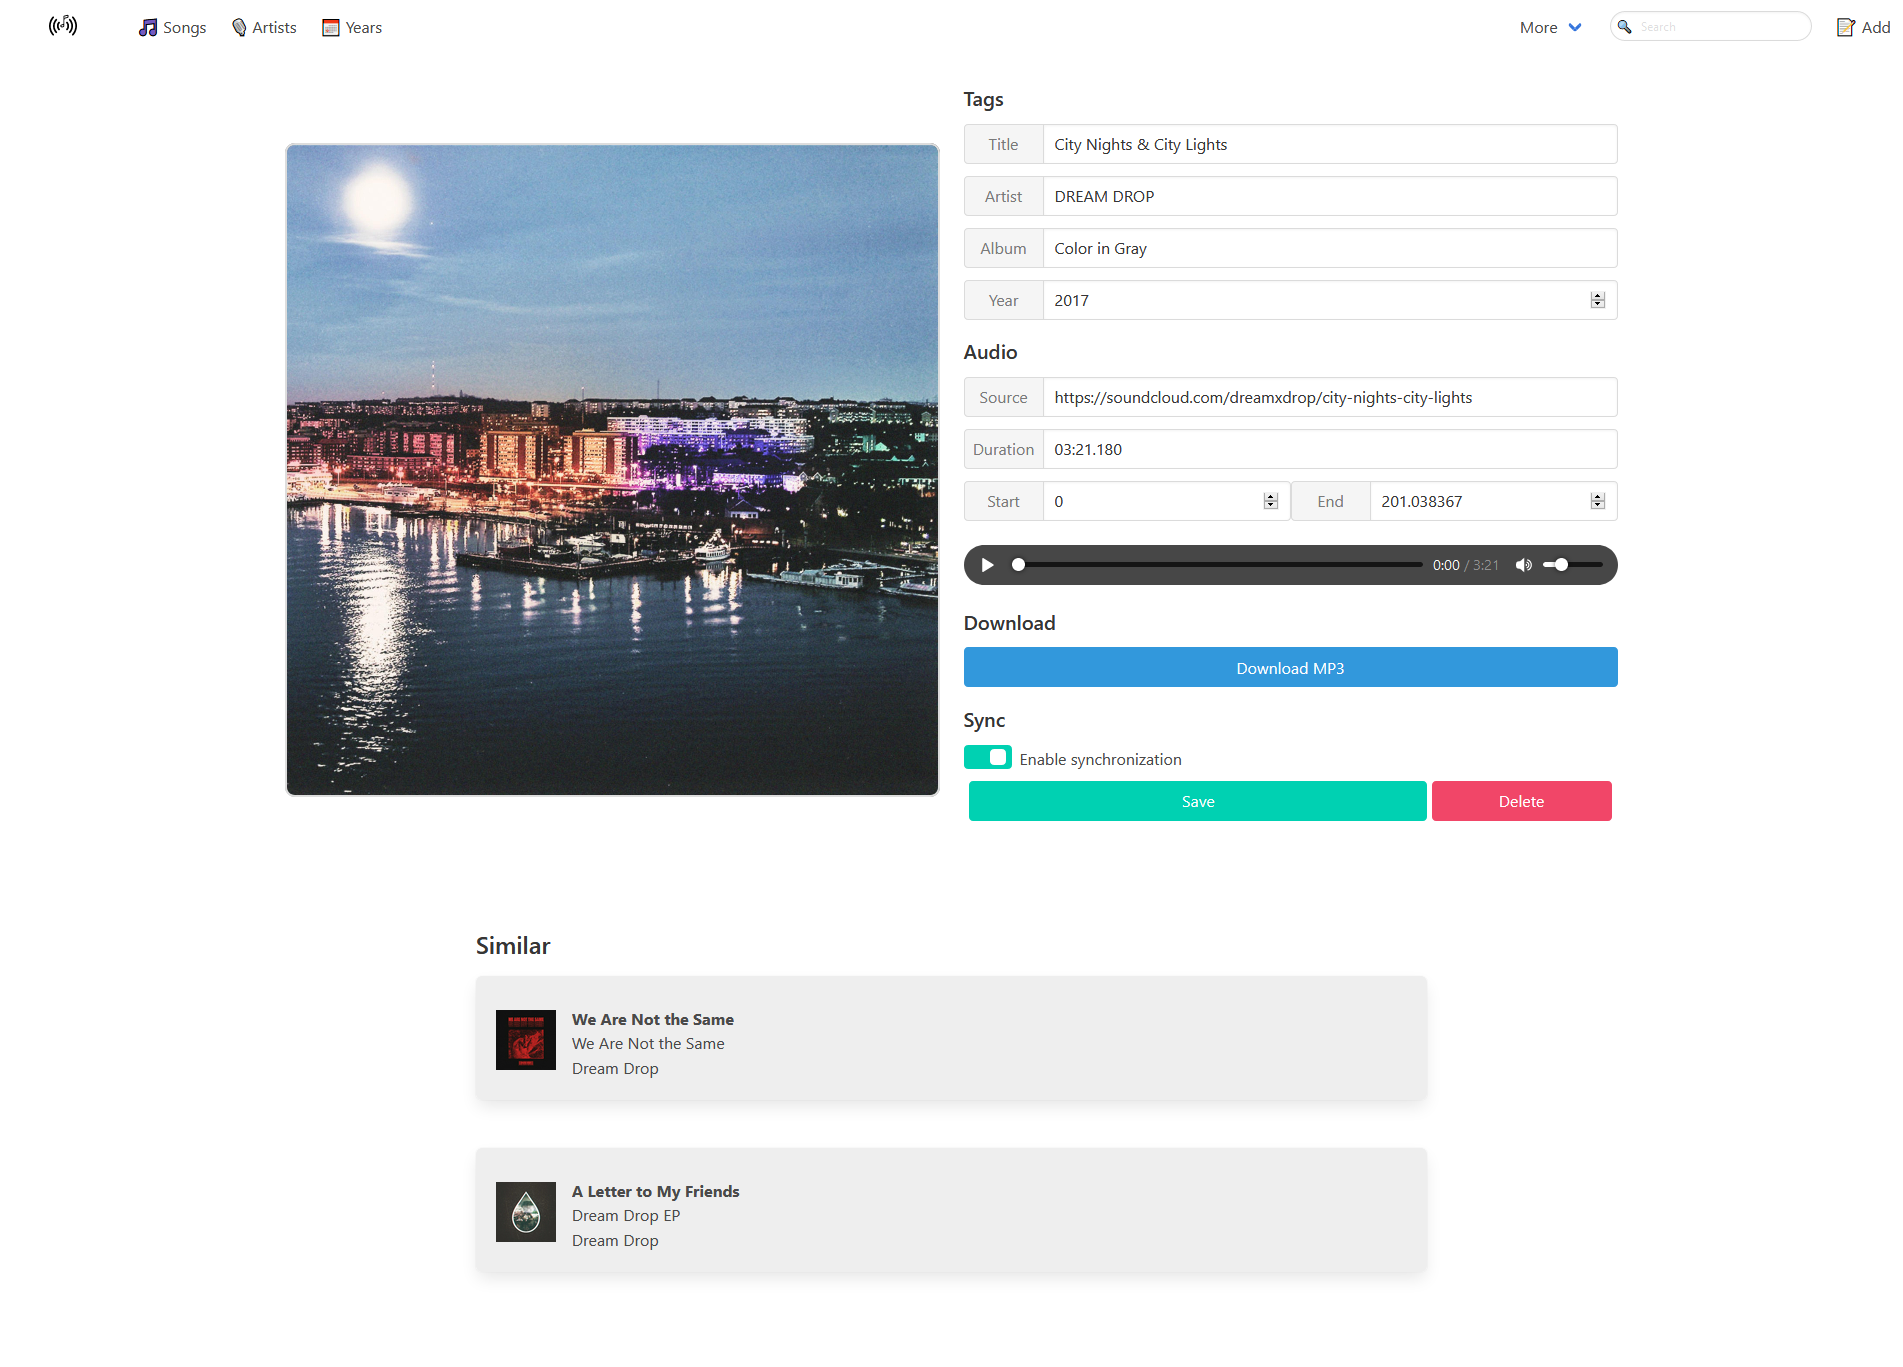 Songs
Artists
Years
More
Search
Add
Tags
Title
City Nights & City Lights
Artist
DREAM DROP
Album
Color in Gray
Year
2017
Audio
Source
https://soundcloud.com/dreamxdrop/city-nights-city-lights
Duration
03:21.180
Start
0
End
201.038367
0:00 / 3:21
Download
Download MP3
Sync
Enable synchronization
Save
Delete
Similar
We Are Not the Same
We Are Not the Same
Dream Drop
A Letter to My Friends
Dream Drop EP
Dream Drop